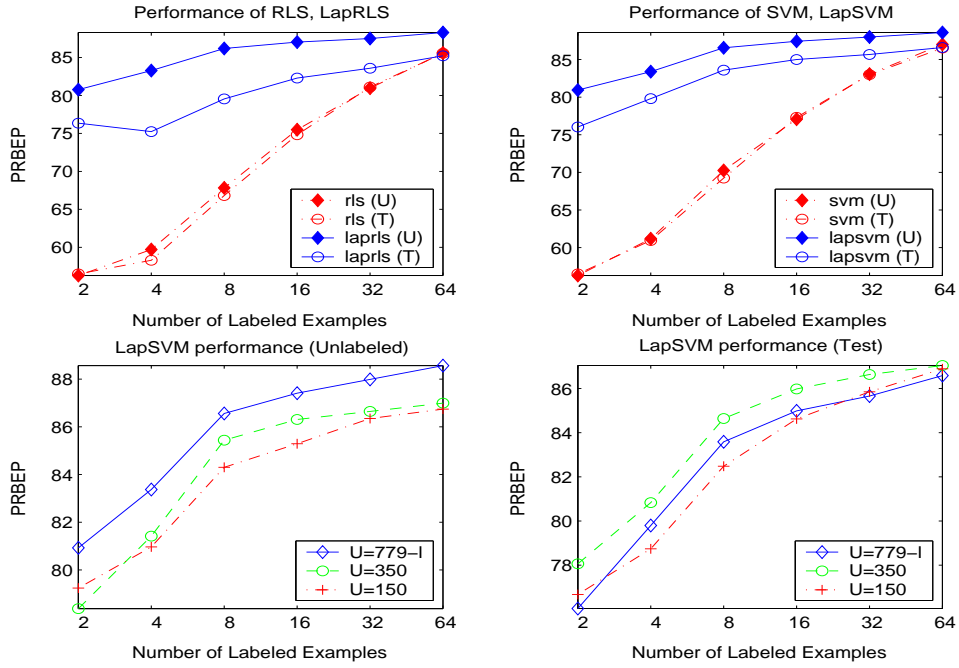 Performance of RLS, LapRLS
PRBEP
85
80
75
70
65
60
rls (U)
rls (T)
laprls (U)
laprls (T)
2 4 8 16 32 64
Number of Labeled Examples
Performance of SVM, LapSVM
PRBEP
85
80
75
70
65
60
svm (U)
svm (T)
lapsvm (U)
lapsvm (T)
2 4 8 16 32 64
Number of Labeled Examples
LapSVM performance (Unlabeled)
PRBEP
88
86
84
82
80
U=779−l
U=350
U=150
2 4 8 16 32 64
Number of Labeled Examples
LapSVM performance (Test)
PRBEP
86
84
82
80
78
U=779−l
U=350
U=150
2 4 8 16 32 64
Number of Labeled Examples